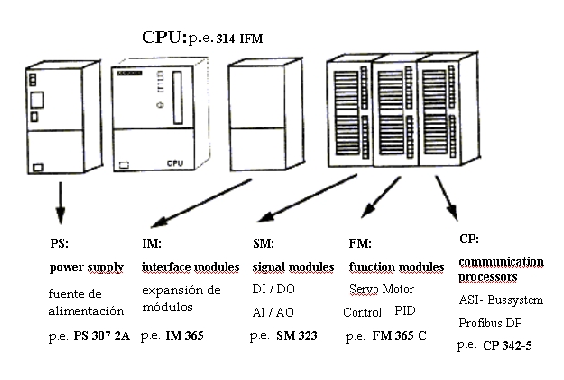 CPU: p.e. 314 IFM
CPU
PS:
power supply
fuente de
alimentación
p.e. PS 307 2A
IM:
interface modules
expansión de
módulos
p.e. IM 365
SM:
signal modules
DI / DO
AI / AO
p.e. SM 323
FM:
function modules
Servo Motor
Control PID
p.e. FM 365 C
CP:
communication
processors
ASI- Bussystem
Profibus DP
p.e. CP 342-5